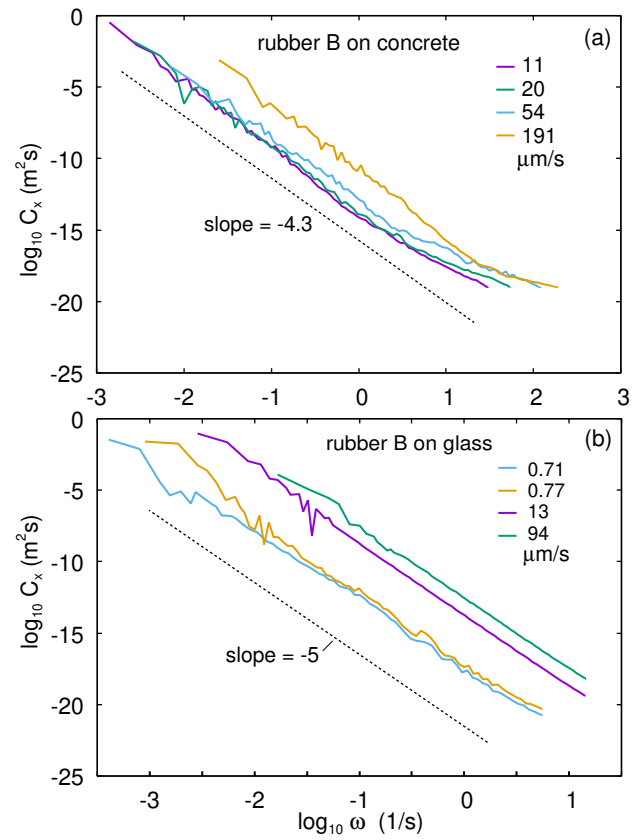 0
-5
-10
-15
-20
-25
log₁₀ Cₓ (m²s)
rubber B on concrete
(a)
11
20
54
191
μm/s
slope = -4.3
-3
-2
-1
0
1
2
3
0
-5
-10
-15
-20
-25
log₁₀ Cₓ (m²s)
rubber B on glass
(b)
0.71
0.77
13
94
μm/s
slope = -5
-3
-2
-1
0
1
log₁₀ ω (1/s)